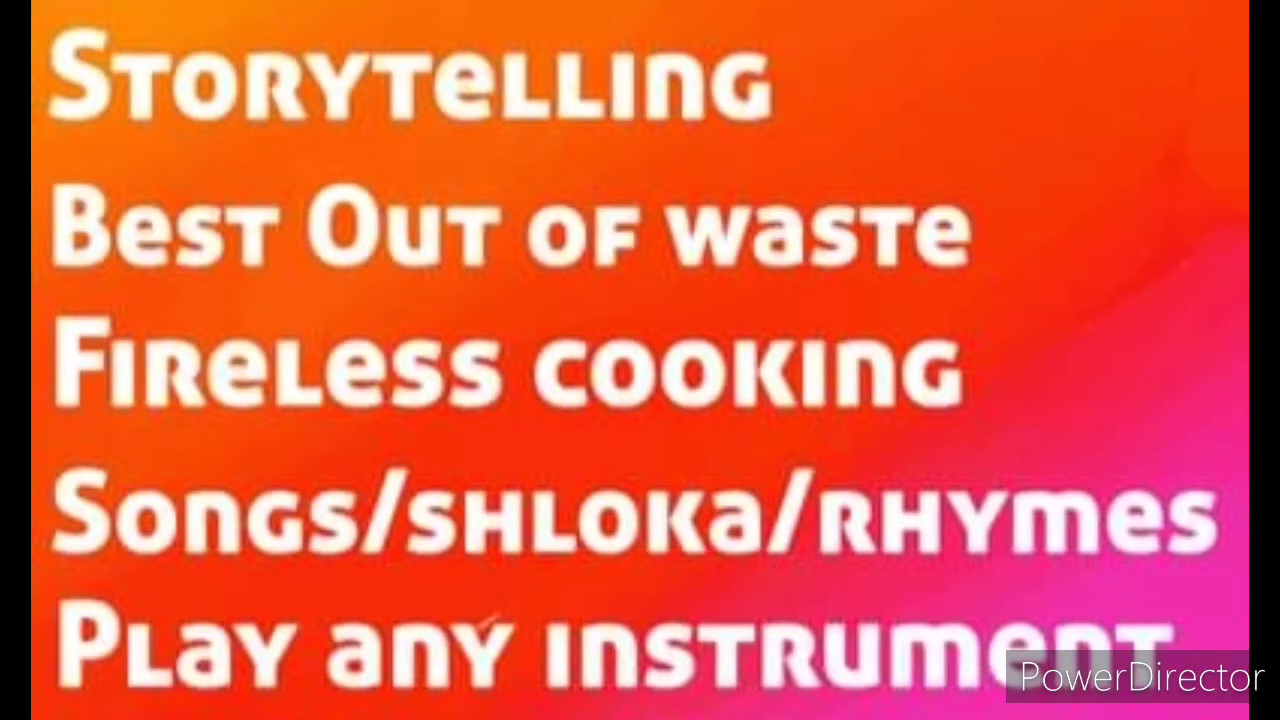 Storytelling
Best Out of waste
Fireless cooking
Songs/shloka/rhymes
Play any instrument
PowerDirector